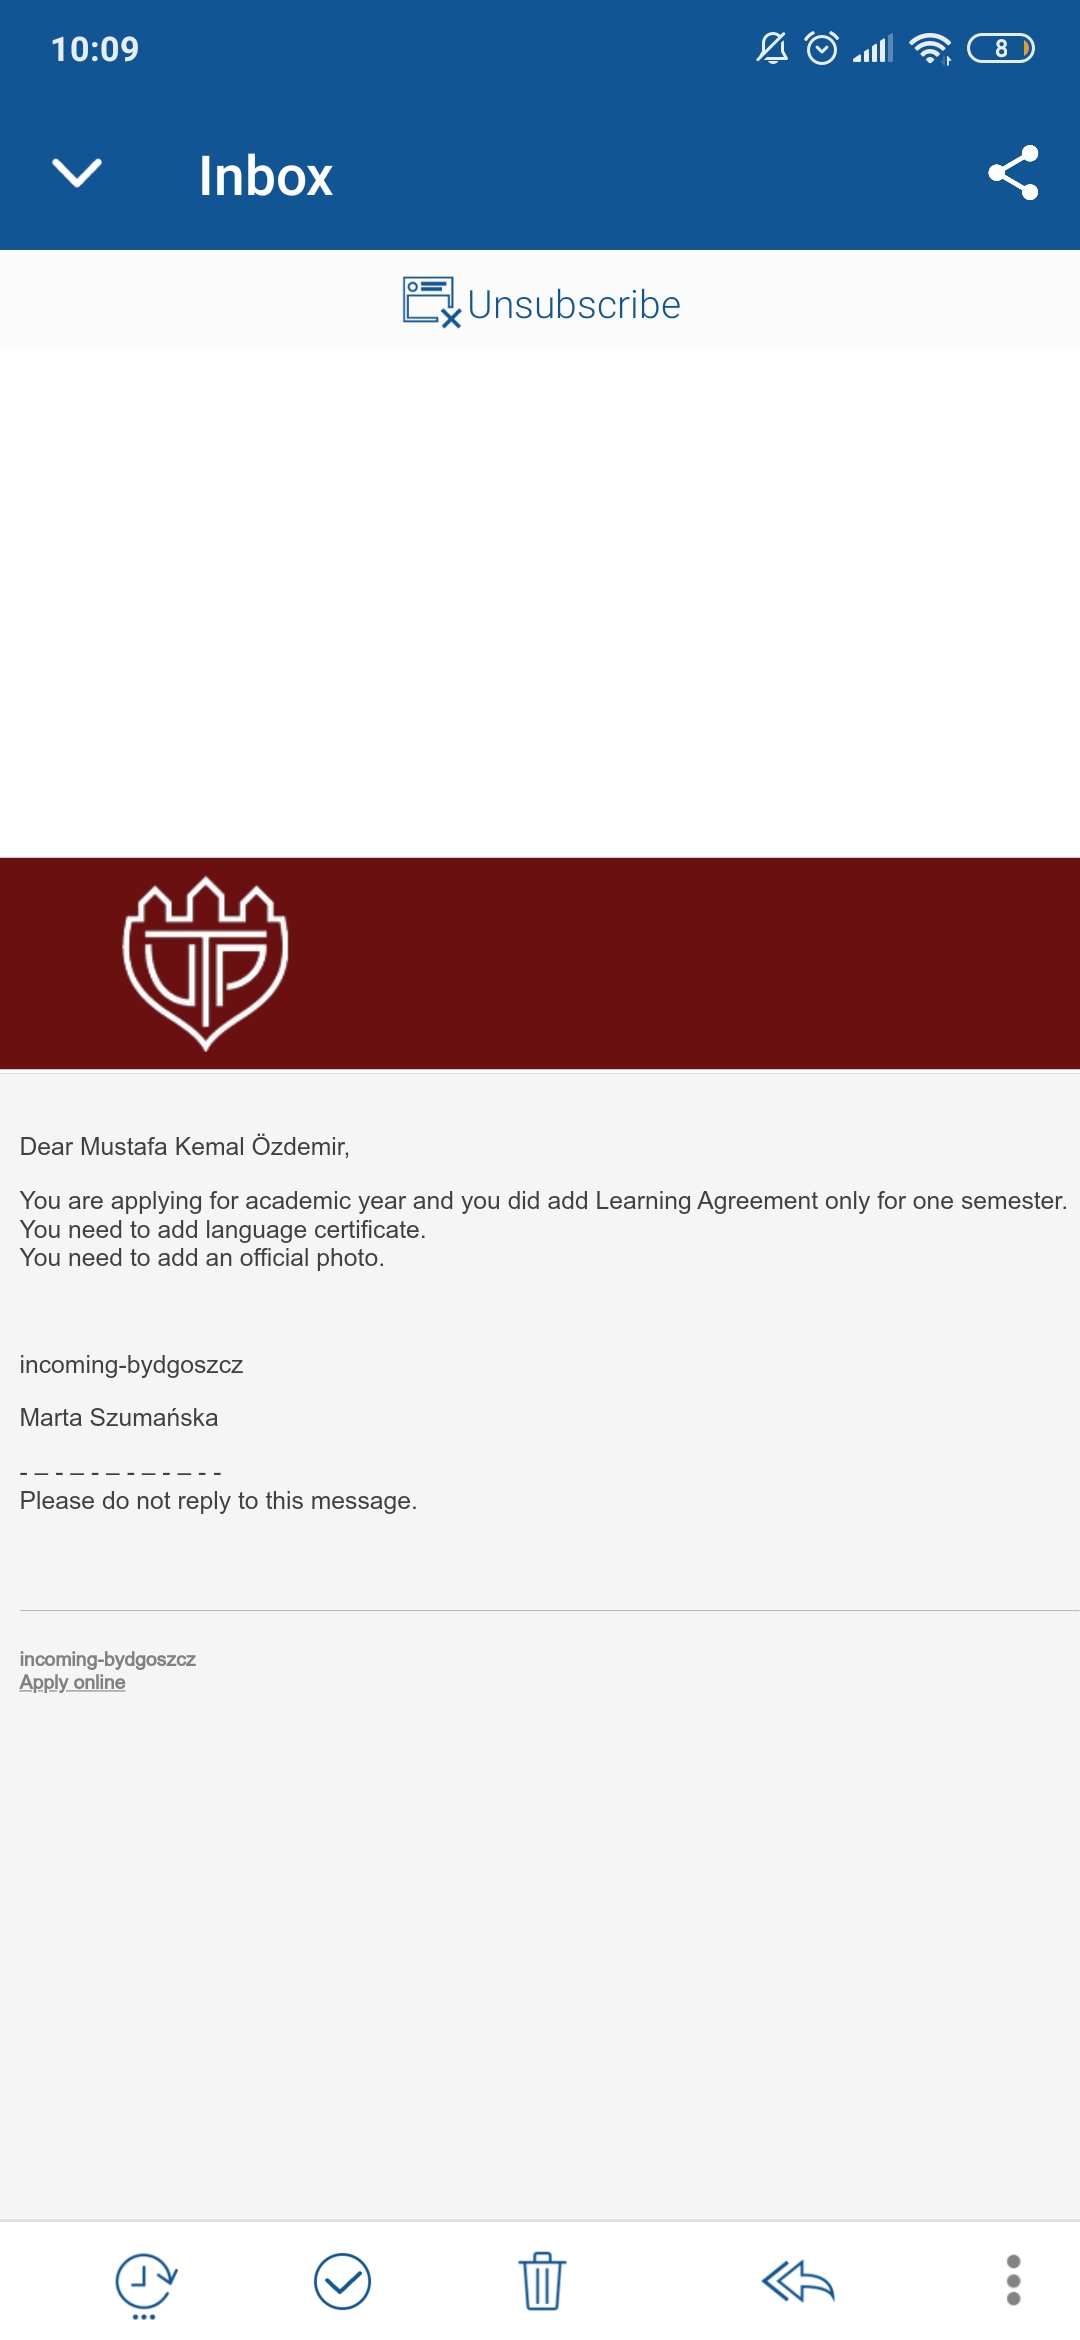 10:09
8
Inbox
Unsubscribe
UTP
Dear Mustafa Kemal Özdemir,
You are applying for academic year and you did add Learning Agreement only for one semester.
You need to add language certificate.
You need to add an official photo.
incoming-bydgoszcz
Marta Szumańska
- – - – - – - – - – - -
Please do not reply to this message.
incoming-bydgoszcz
Apply online